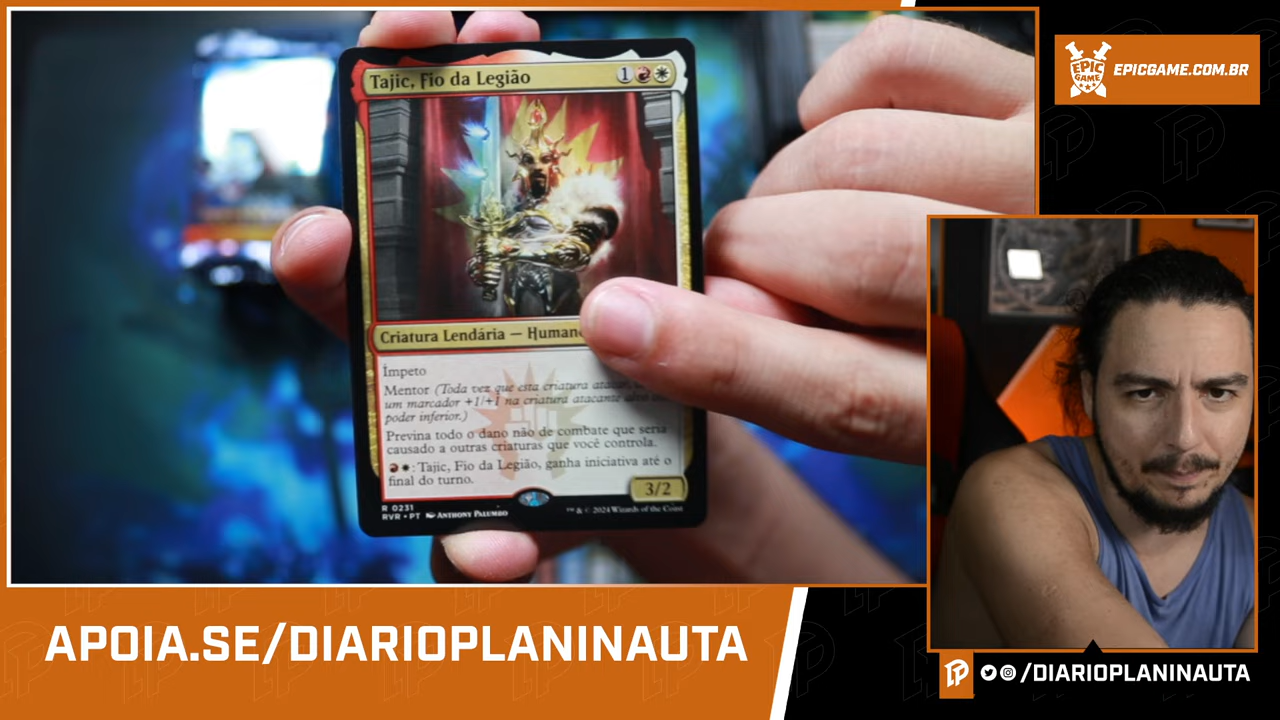 Tajic, Fio da Legião
1
Criatura Lendária — Human
Ímpeto
Mentor (Toda vez que esta criatura atacar,
um marcador +1/+1 na criatura atacante alvo
poder inferior.)
Previna todo o dano não de combate que seria
causado a outras criaturas que você controla.
: Tajic, Fio da Legião, ganha iniciativa até o
final do turno.
3/2
R 0231
RVR • PT ANTHONY PALUMBO
™ & © 2024 Wizards of the Coast
EPIC
GAME
EPICGAME.COM.BR
APOIA.SE/DIARIOPLANINAUTA
/DIARIOPLANINAUTA